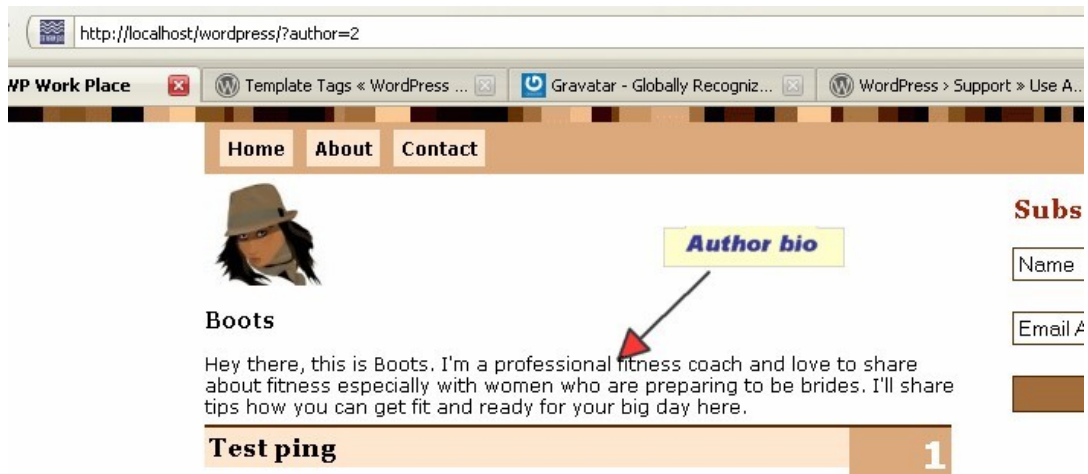 http://localhost/wordpress/?author=2
WP Work Place
Template Tags « WordPress ...
Gravatar - Globally Recogniz...
WordPress › Support » Use A...
Home About Contact
Subs
Author bio
Name
Boots
Email A
Hey there, this is Boots. I'm a professional fitness coach and love to share
about fitness especially with women who are preparing to be brides. I'll share
tips how you can get fit and ready for your big day here.
Test ping
1